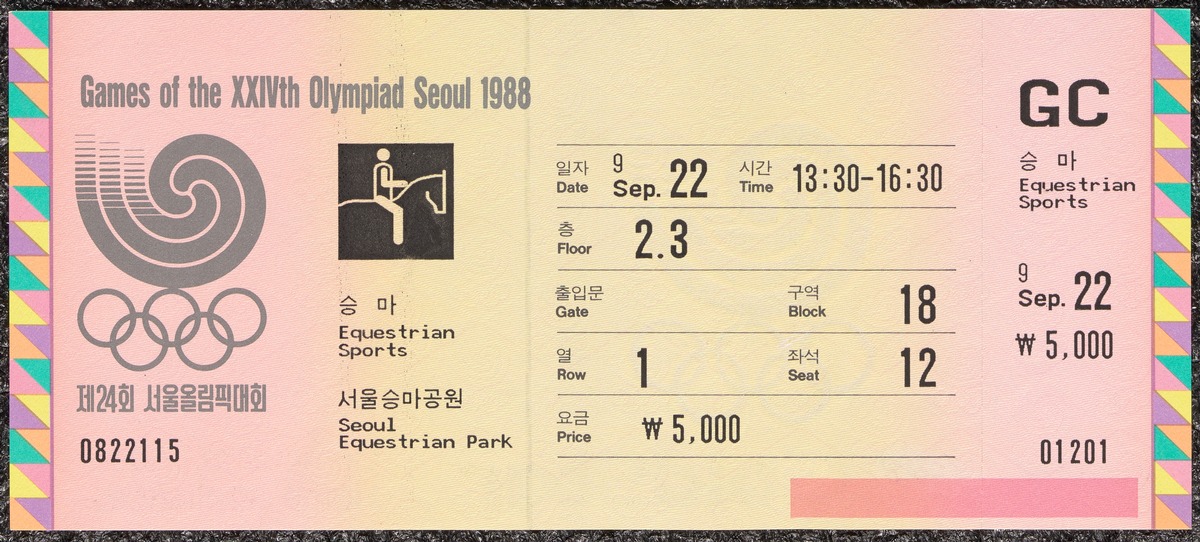 Games of the XXIVth Olympiad Seoul 1988
제24회 서울올림픽대회
0822115
승 마
Equestrian
Sports
서울승마공원
Seoul
Equestrian Park
일자 Date 9 Sep. 22 시간 Time 13:30-16:30
층 Floor 2.3
출입문 Gate 구역 Block 18
열 Row 1 좌석 Seat 12
요금 Price ₩ 5,000
GC
승 마
Equestrian
Sports
9
Sep. 22
₩ 5,000
01201